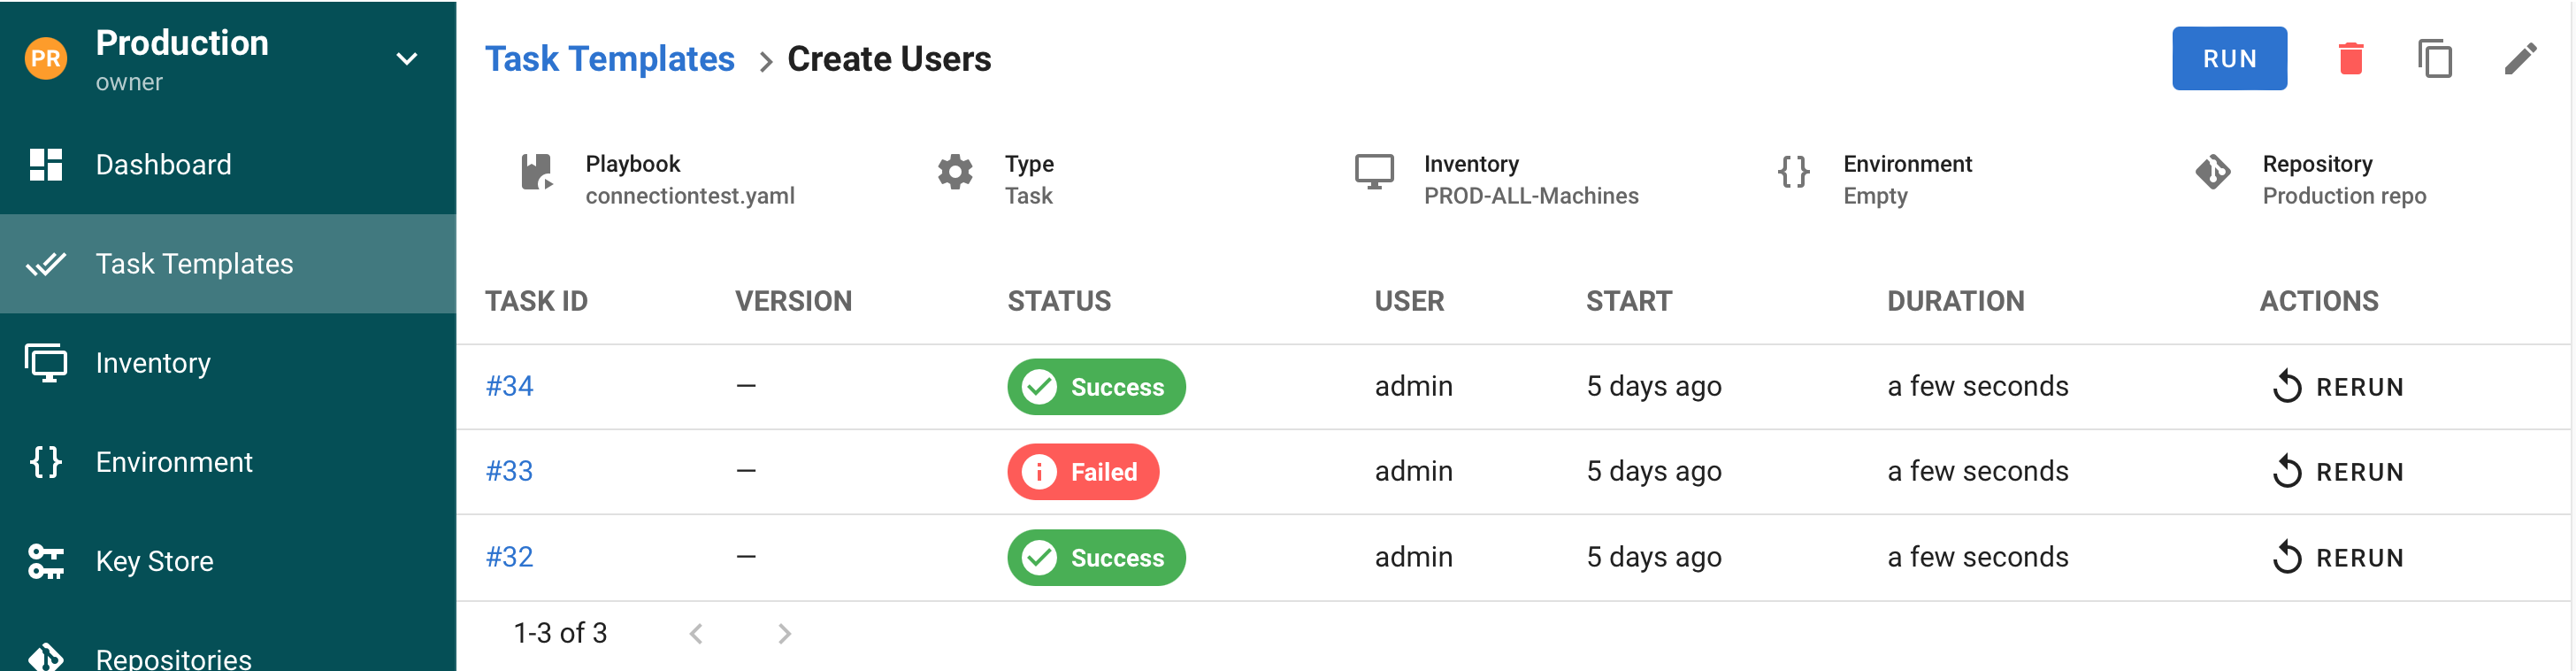 PR
Production
owner
Dashboard
Task Templates
Inventory
Environment
Key Store
Repositories
Task Templates > Create Users
RUN
Playbook
connectiontest.yaml
Type
Task
Inventory
PROD-ALL-Machines
Environment
Empty
Repository
Production repo
TASK ID VERSION STATUS USER START DURATION ACTIONS
#34 — Success admin 5 days ago a few seconds RERUN
#33 — Failed admin 5 days ago a few seconds RERUN
#32 — Success admin 5 days ago a few seconds RERUN
1-3 of 3